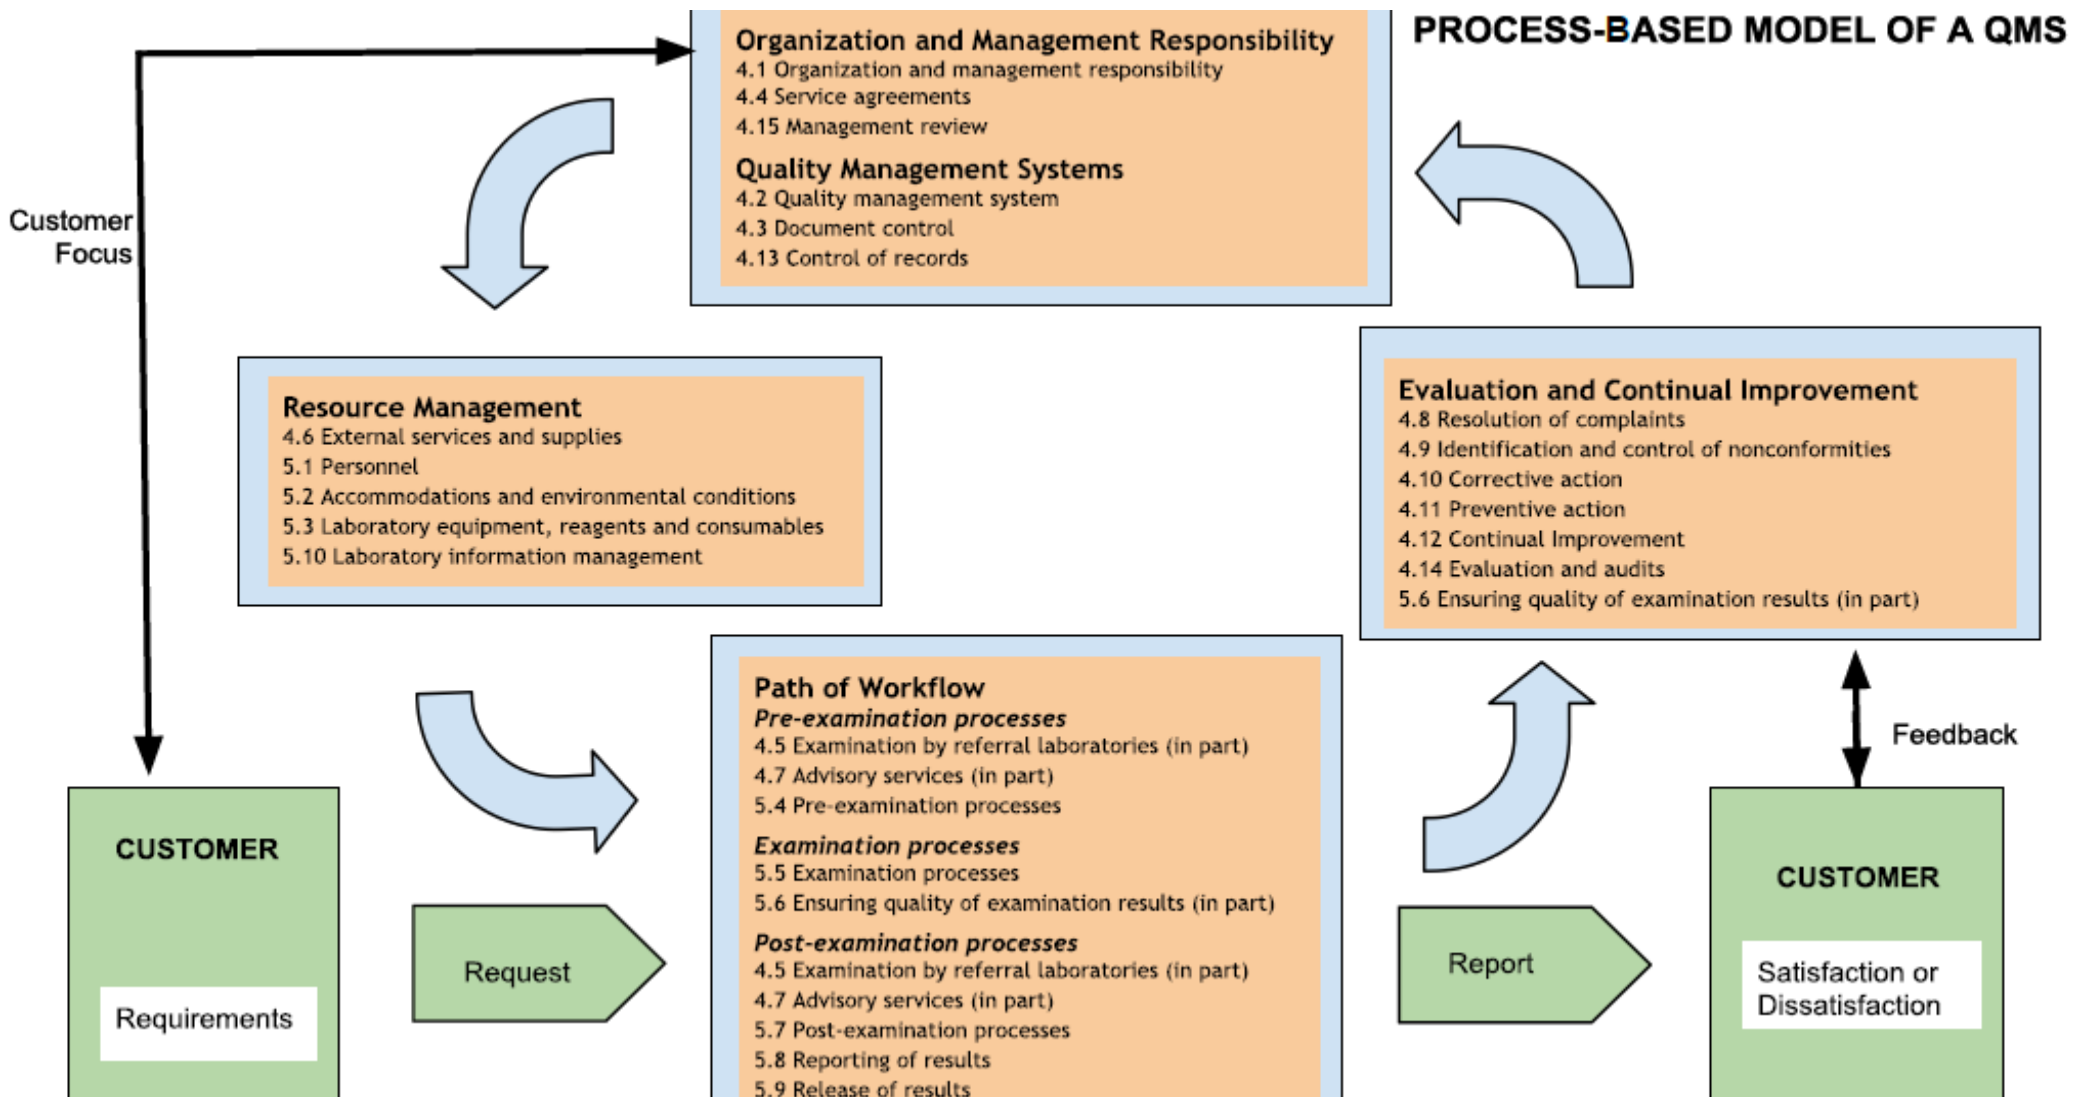 PROCESS-BASED MODEL OF A QMS
Organization and Management Responsibility
4.1 Organization and management responsibility
4.4 Service agreements
4.15 Management review
Quality Management Systems
4.2 Quality management system
4.3 Document control
4.13 Control of records
Customer
Focus
Resource Management
4.6 External services and supplies
5.1 Personnel
5.2 Accommodations and environmental conditions
5.3 Laboratory equipment, reagents and consumables
5.10 Laboratory information management
Evaluation and Continual Improvement
4.8 Resolution of complaints
4.9 Identification and control of nonconformities
4.10 Corrective action
4.11 Preventive action
4.12 Continual Improvement
4.14 Evaluation and audits
5.6 Ensuring quality of examination results (in part)
Path of Workflow
Pre-examination processes
4.5 Examination by referral laboratories (in part)
4.7 Advisory services (in part)
5.4 Pre-examination processes
Examination processes
5.5 Examination processes
5.6 Ensuring quality of examination results (in part)
Post-examination processes
4.5 Examination by referral laboratories (in part)
4.7 Advisory services (in part)
5.7 Post-examination processes
5.8 Reporting of results
5.9 Release of results
Feedback
CUSTOMER
Requirements
Request
Report
CUSTOMER
Satisfaction or
Dissatisfaction